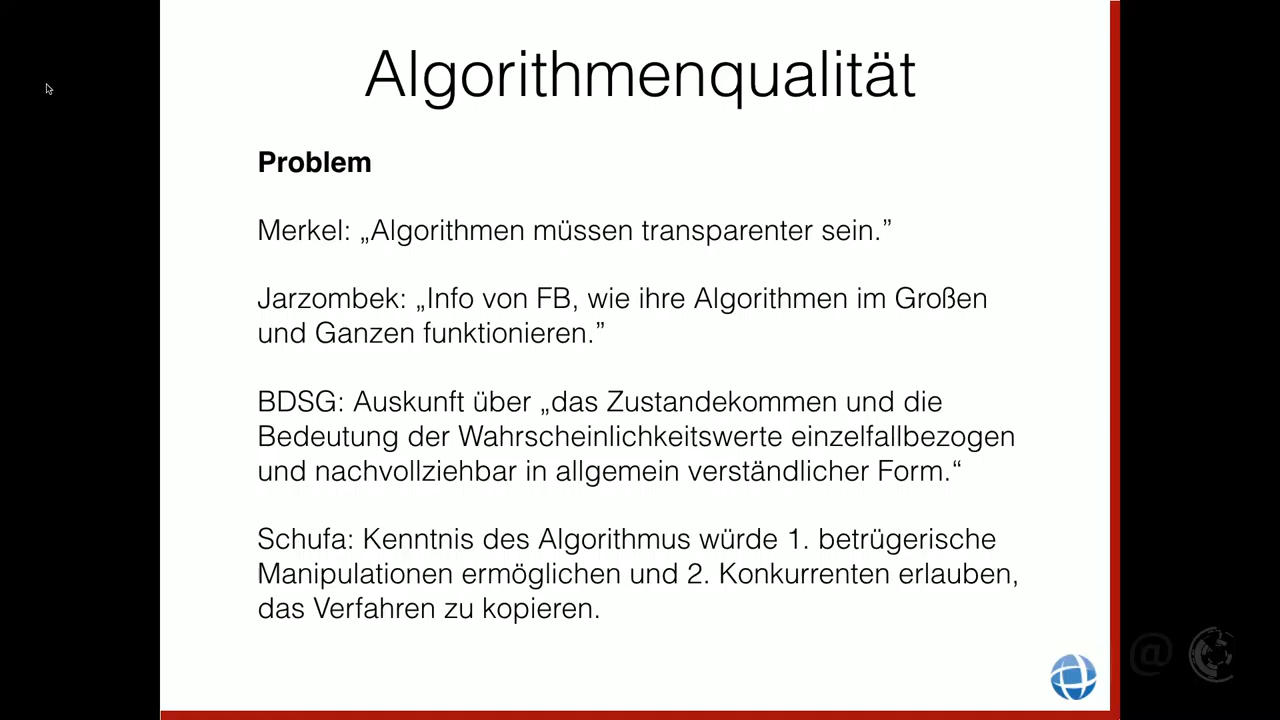 Algorithmenqualität
Problem
Merkel: „Algorithmen müssen transparenter sein.”
Jarzombek: „Info von FB, wie ihre Algorithmen im Großen
und Ganzen funktionieren.”
BDSG: Auskunft über „das Zustandekommen und die
Bedeutung der Wahrscheinlichkeitswerte einzelfallbezogen
und nachvollziehbar in allgemein verständlicher Form.“
Schufa: Kenntnis des Algorithmus würde 1. betrügerische
Manipulationen ermöglichen und 2. Konkurrenten erlauben,
das Verfahren zu kopieren.
@